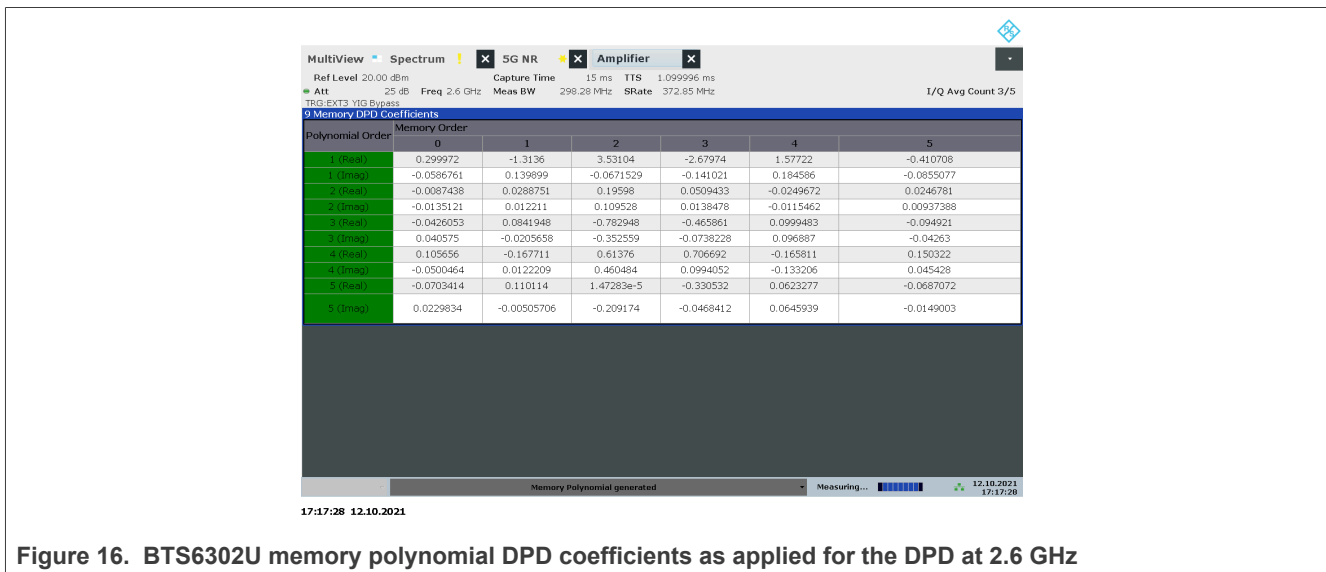 R S
MultiView Spectrum ! X 5G NR X Amplifier X
Ref Level 20.00 dBm Capture Time 15 ms TTS 1.099996 ms
Att 25 dB Freq 2.6 GHz Meas BW 298.28 MHz SRate 372.85 MHz I/Q Avg Count 3/5
TRG:EXT3 YIG Bypass
9 Memory DPD Coefficients
Polynomial Order Memory Order
0 1 2 3 4 5
1 (Real) 0.299972 -1.3136 3.53104 -2.67974 1.57722 -0.410708
1 (Imag) -0.0586761 0.139899 -0.0671529 -0.141021 0.184586 -0.0855077
2 (Real) -0.0087438 0.0288751 0.19598 0.0509433 -0.0249672 0.0246781
2 (Imag) -0.0135121 0.012211 0.109528 0.0138478 -0.0115462 0.00937388
3 (Real) -0.0426053 0.0841948 -0.782948 -0.465861 0.0999483 -0.094921
3 (Imag) 0.040575 -0.0205658 -0.352559 -0.0738228 0.096887 -0.04263
4 (Real) 0.105656 -0.167711 0.61376 0.706692 -0.165811 0.150322
4 (Imag) -0.0500464 0.0122209 0.460484 0.0994052 -0.133206 0.045428
5 (Real) -0.0703414 0.110114 1.47283e-5 -0.330532 0.0623277 -0.0687072
5 (Imag) 0.0229834 -0.00505706 -0.209174 -0.0468412 0.0645939 -0.0149003
Memory Polynomial generated Measuring... 12.10.2021
17:17:28
17:17:28 12.10.2021
Figure 16. BTS6302U memory polynomial DPD coefficients as applied for the DPD at 2.6 GHz